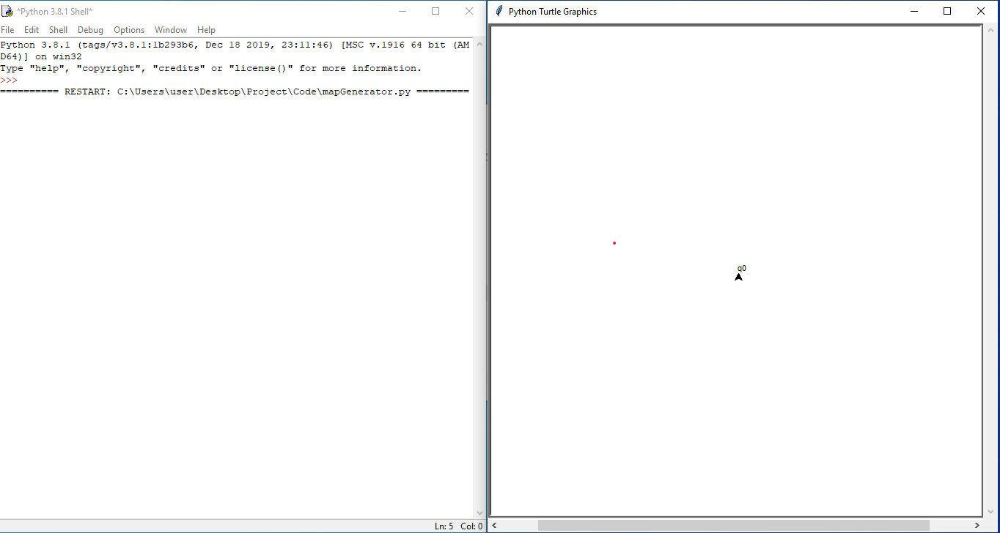 *Python 3.8.1 Shell*
File Edit Shell Debug Options Window Help
Python 3.8.1 (tags/v3.8.1:1b293b6, Dec 18 2019, 23:11:46) [MSC v.1916 64 bit (AM
D64)] on win32
Type "help", "copyright", "credits" or "license()" for more information.
>>>
========== RESTART: C:\Users\user\Desktop\Project\Code\mapGenerator.py =========
Ln: 5 Col: 0
Python Turtle Graphics
q0